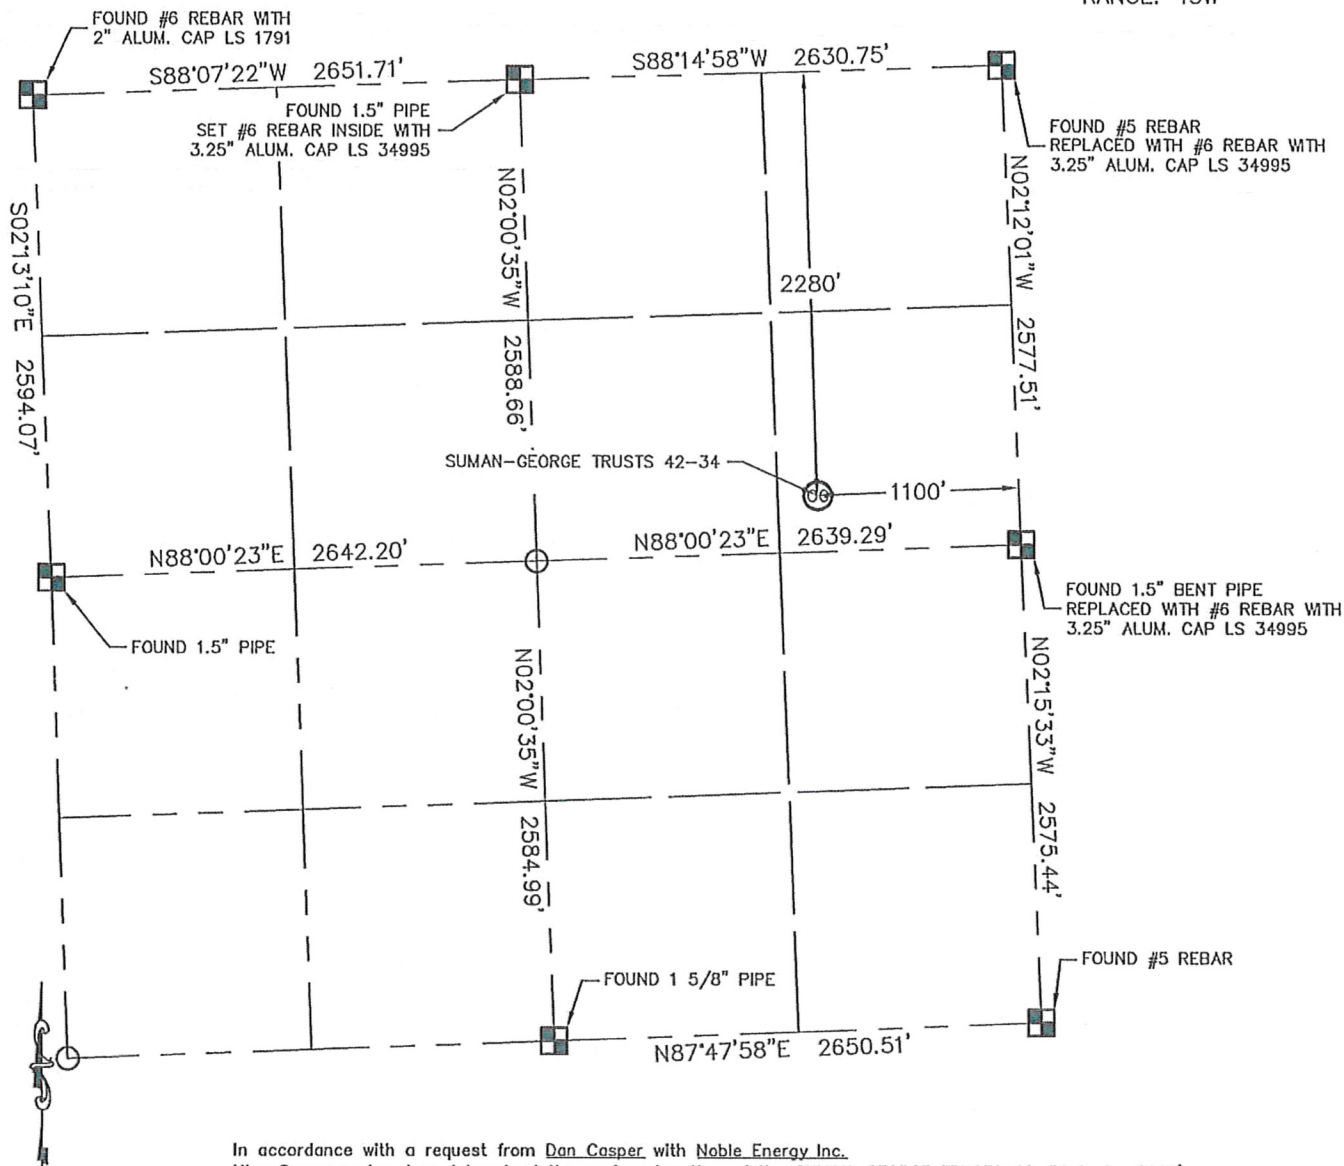 FOUND #6 REBAR WITH
2" ALUM. CAP LS 1791
S88°07'22"W 2651.71'
S88°14'58"W 2630.75'
FOUND 1.5" PIPE
SET #6 REBAR INSIDE WITH
3.25" ALUM. CAP LS 34995
FOUND #5 REBAR
REPLACED WITH #6 REBAR WITH
3.25" ALUM. CAP LS 34995
S02°13'10"E 2594.07'
N02°00'35"W 2588.66'
N02°12'01"W 2577.51'
2280'
SUMAN-GEORGE TRUSTS 42-34
1100'
N88°00'23"E 2642.20'
N88°00'23"E 2639.29'
FOUND 1.5" PIPE
FOUND 1.5" BENT PIPE
REPLACED WITH #6 REBAR WITH
3.25" ALUM. CAP LS 34995
N02°00'35"W 2584.99'
N02°15'33"W 2575.44'
FOUND 1 5/8" PIPE
FOUND #5 REBAR
N87°47'58"E 2650.51'
In accordance with a request from Dan Casper with Noble Energy Inc.